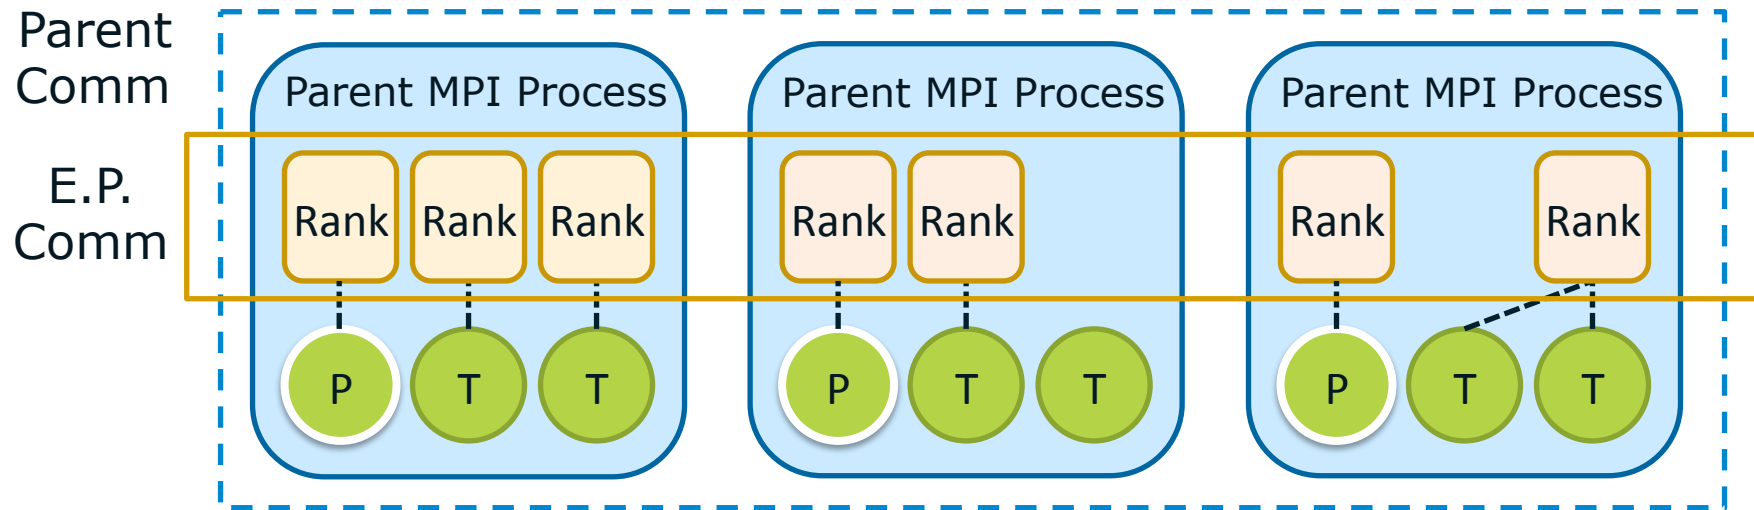 Parent
Comm
Parent MPI Process Parent MPI Process Parent MPI Process
E.P.
Comm
Rank Rank Rank Rank Rank Rank Rank
P T T P T T P T T